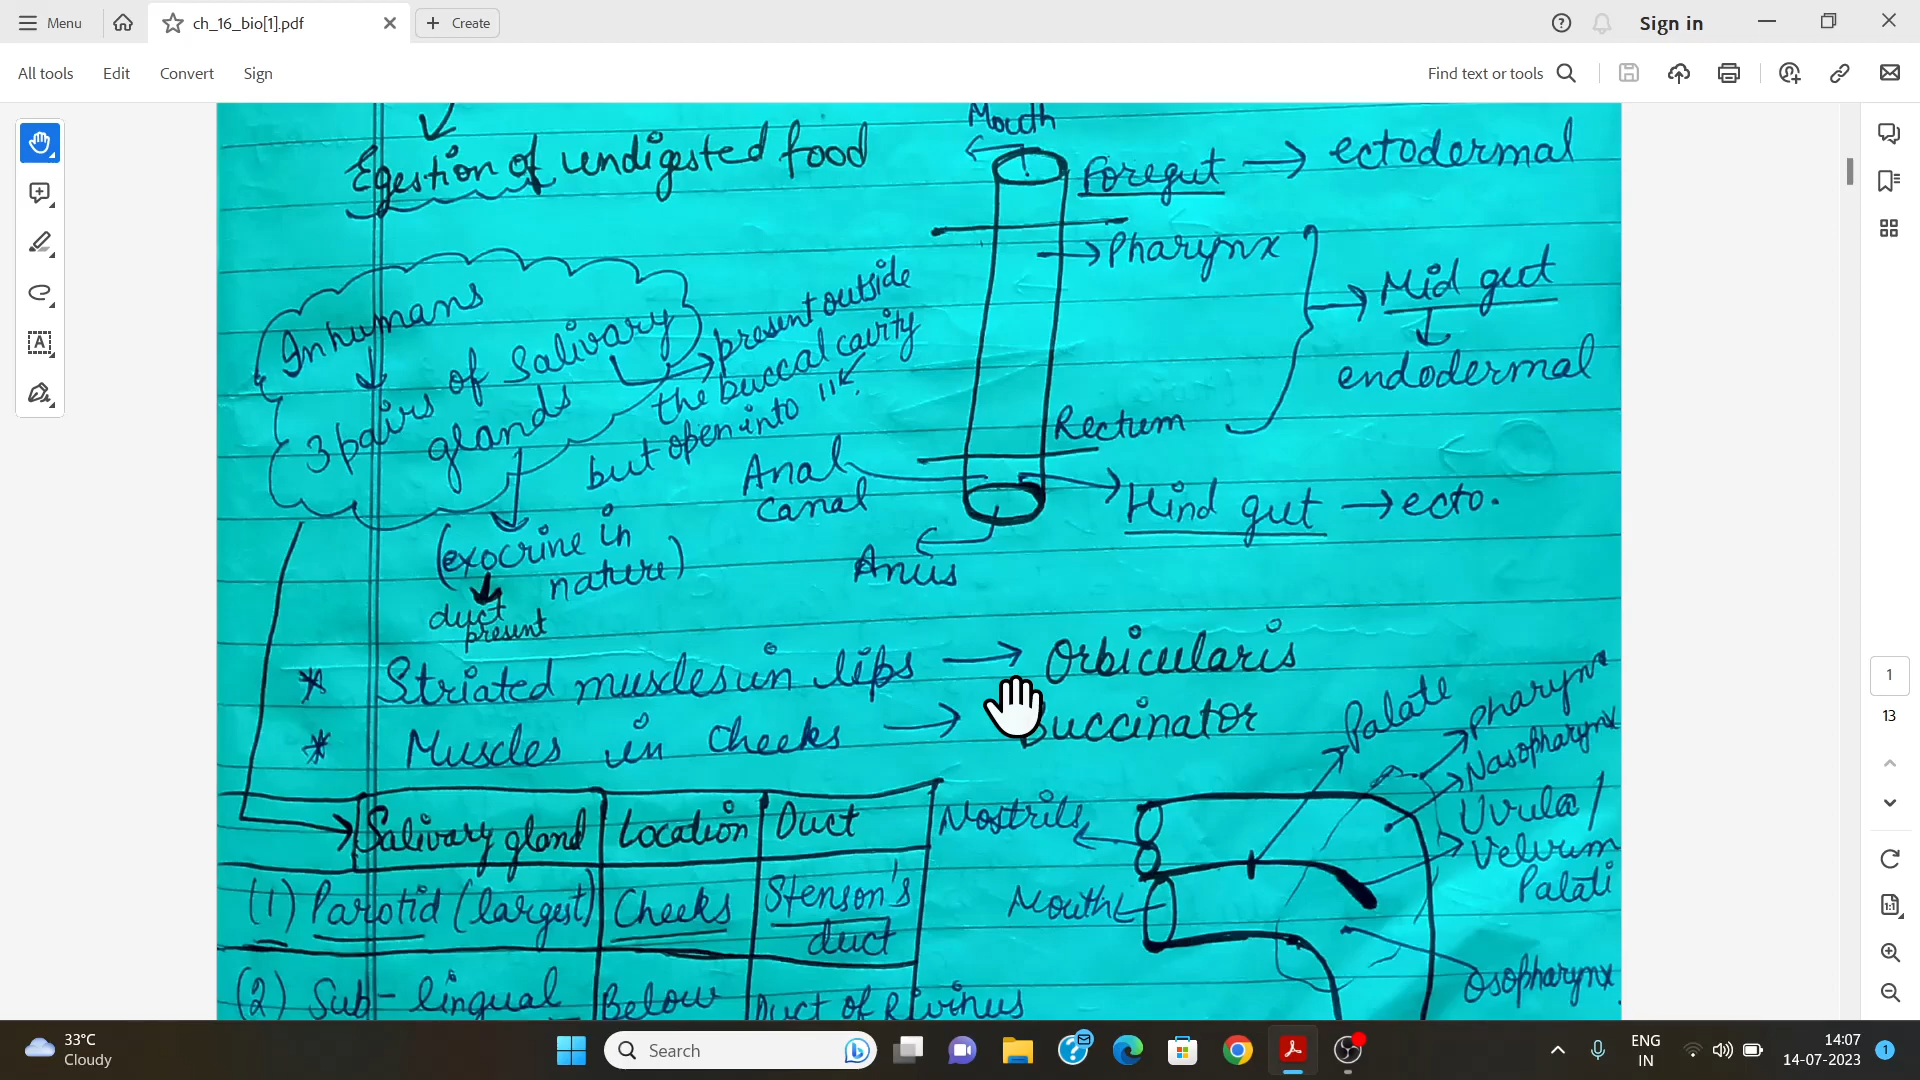 Menu
ch_16_bio[1].pdf
Create
Sign in
All tools
Edit
Convert
Sign
Find text or tools
Egestion of undigested food
Mouth
Foregut → ectodermal
Pharynx
Mid gut
endodermal
Rectum
Anal canal
Hind gut → ecto.
Anus
In humans
3 pairs of Salivary glands
present outside
the buccal cavity
but open into " ".
(exocrine in nature)
duct present
* Striated muscles in lips → Orbicularis
* Muscles in cheeks → Buccinator
Salivary gland
Location
Duct
(1) Parotid (largest)
Cheeks
Stenson's duct
(2) Sub-lingual
Below
Duct of Rivinus
Nostrils
Mouth
Palate
Pharynx
Nasopharynx
Uvula /
Velvum
Palati
Osopharynx
1
13
1:1
33°C
Cloudy
Search
ENG
IN
14:07
14-07-2023
1